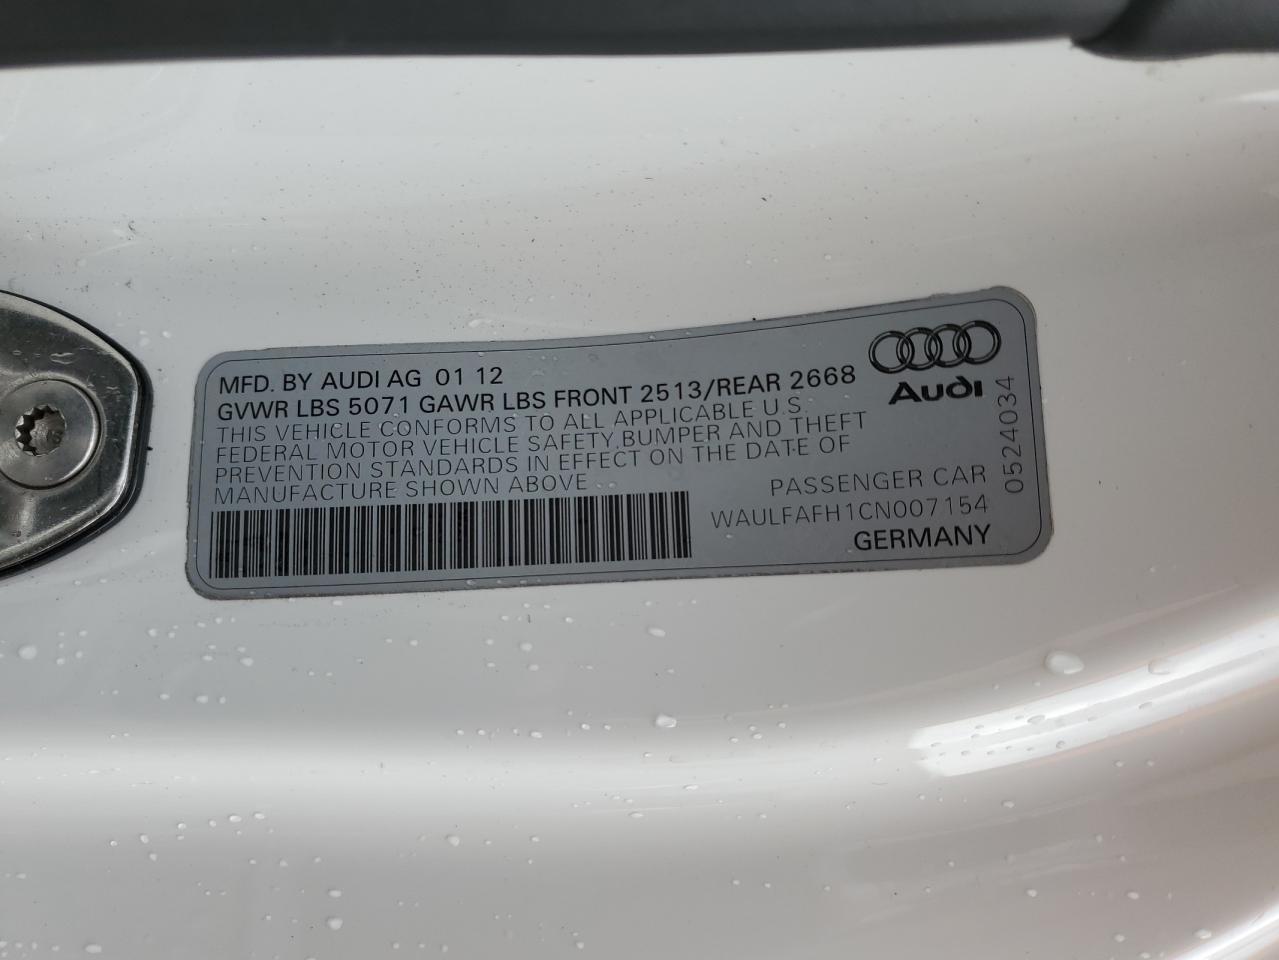 MFD. BY AUDI AG 01 12
GVWR LBS 5071 GAWR LBS FRONT 2513/REAR 2668
THIS VEHICLE CONFORMS TO ALL APPLICABLE U.S.
FEDERAL MOTOR VEHICLE SAFETY, BUMPER AND THEFT
PREVENTION STANDARDS IN EFFECT ON THE DATE OF
MANUFACTURE SHOWN ABOVE
Audi
PASSENGER CAR
WAULFAFH1CN007154
GERMANY
0524034